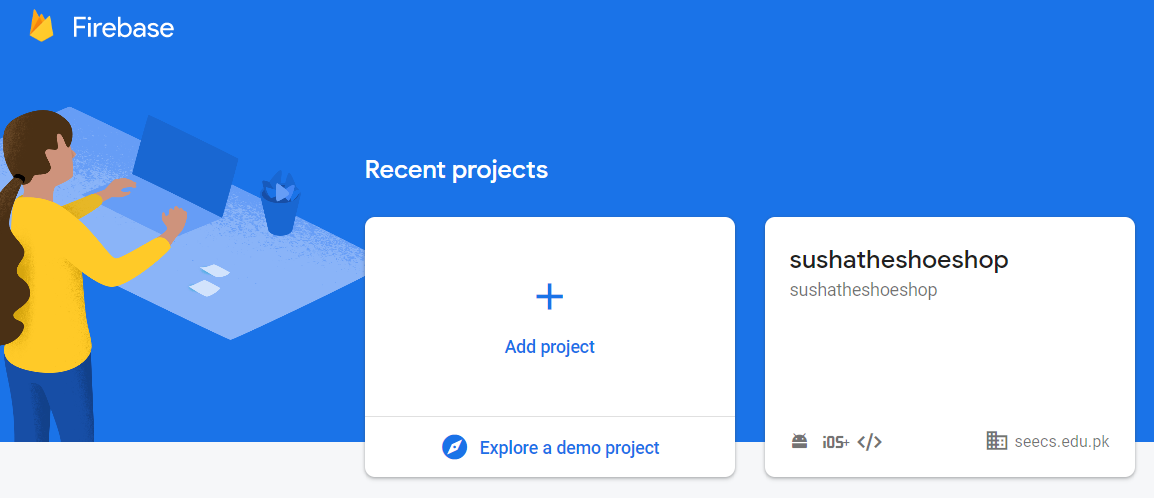 Firebase
Recent projects
Add project
Explore a demo project
sushatheshoeshop
sushatheshoeshop
iOS+ </> seecs.edu.pk